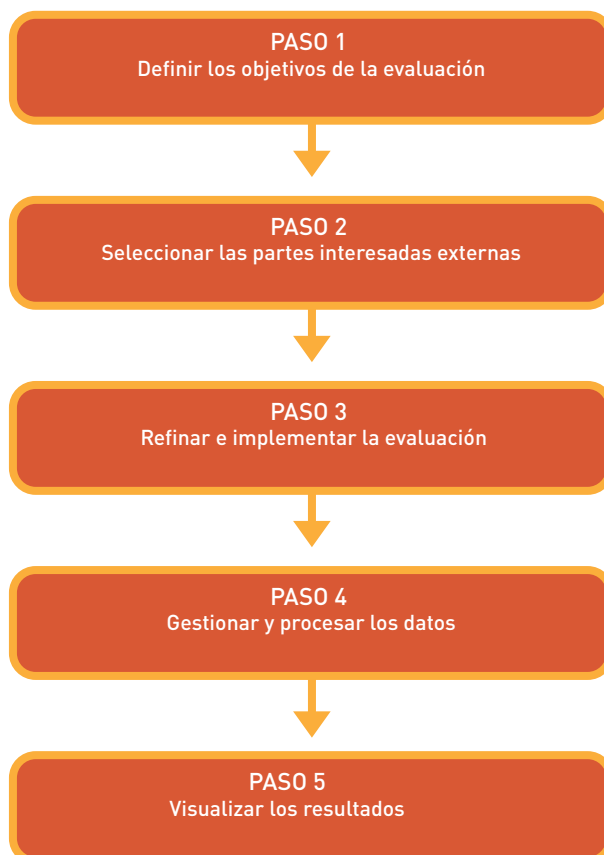 PASO 1
Definir los objetivos de la evaluación
PASO 2
Seleccionar las partes interesadas externas
PASO 3
Refinar e implementar la evaluación
PASO 4
Gestionar y procesar los datos
PASO 5
Visualizar los resultados